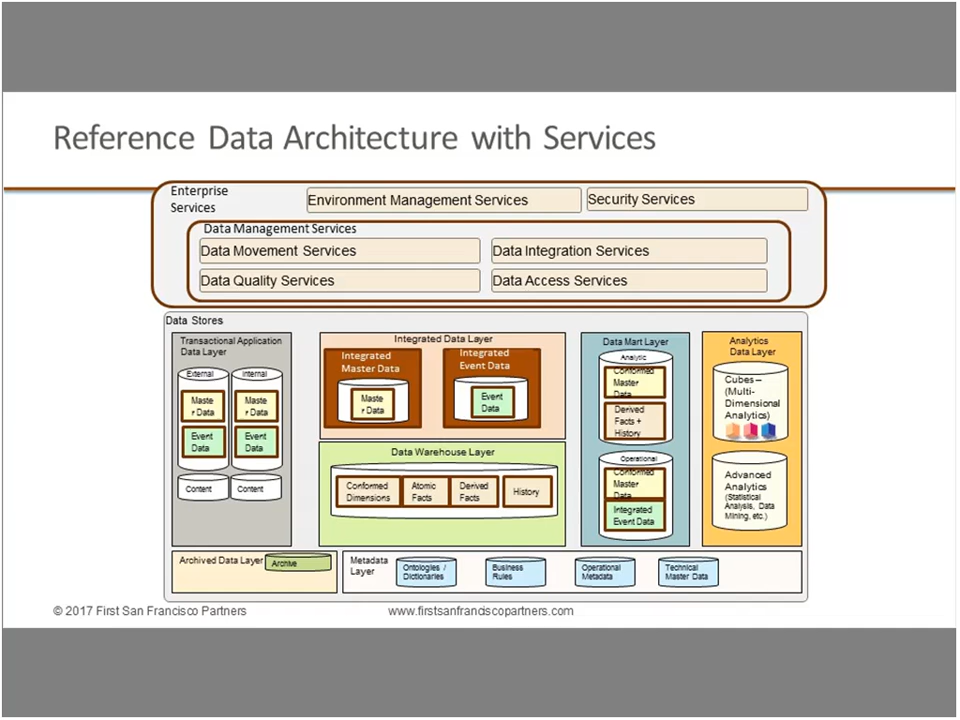 Reference Data Architecture with Services
Enterprise
Services
Environment Management Services
Security Services
Data Management Services
Data Movement Services
Data Integration Services
Data Quality Services
Data Access Services
Data Stores
Transactional Application
Data Layer
External
Internal
Maste
r Data
Maste
r Data
Event
Data
Event
Data
Content
Content
Integrated Data Layer
Integrated
Master Data
Maste
r Data
Integrated
Event Data
Event
Data
Data Warehouse Layer
Conformed
Dimensions
Atomic
Facts
Derived
Facts
History
Data Mart Layer
Analytic
Conformed
Master
Data
Derived
Facts +
History
Operational
Conformed
Master
Data
Integrated
Event Data
Analytics
Data Layer
Cubes –
(Multi-
Dimensional
Analytics)
Advanced
Analytics
(Statistical
Analysis, Data
Mining, etc.)
Archived Data Layer
Archive
Metadata
Layer
Ontologies /
Dictionaries
Business
Rules
Operational
Metadata
Technical
Master Data
© 2017 First San Francisco Partners
www.firstsanfranciscopartners.com